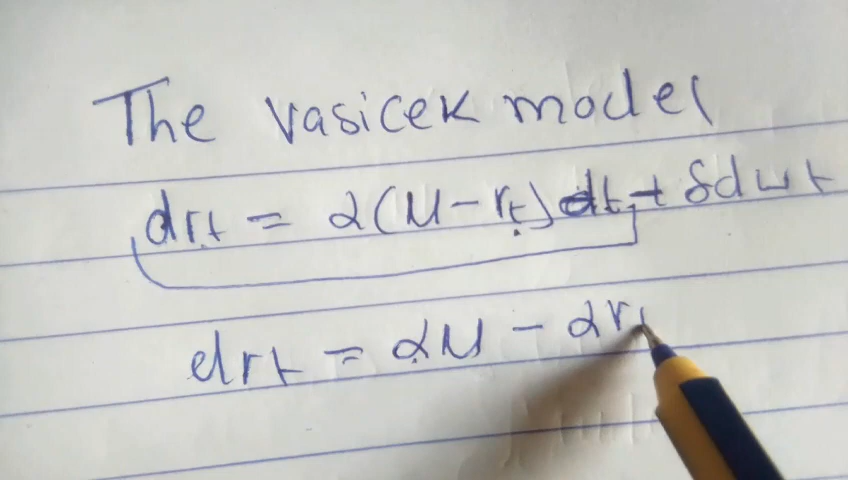 The Vasicek model
drt = α(μ - rt)dt + δdwt
drt = αμ - αrt